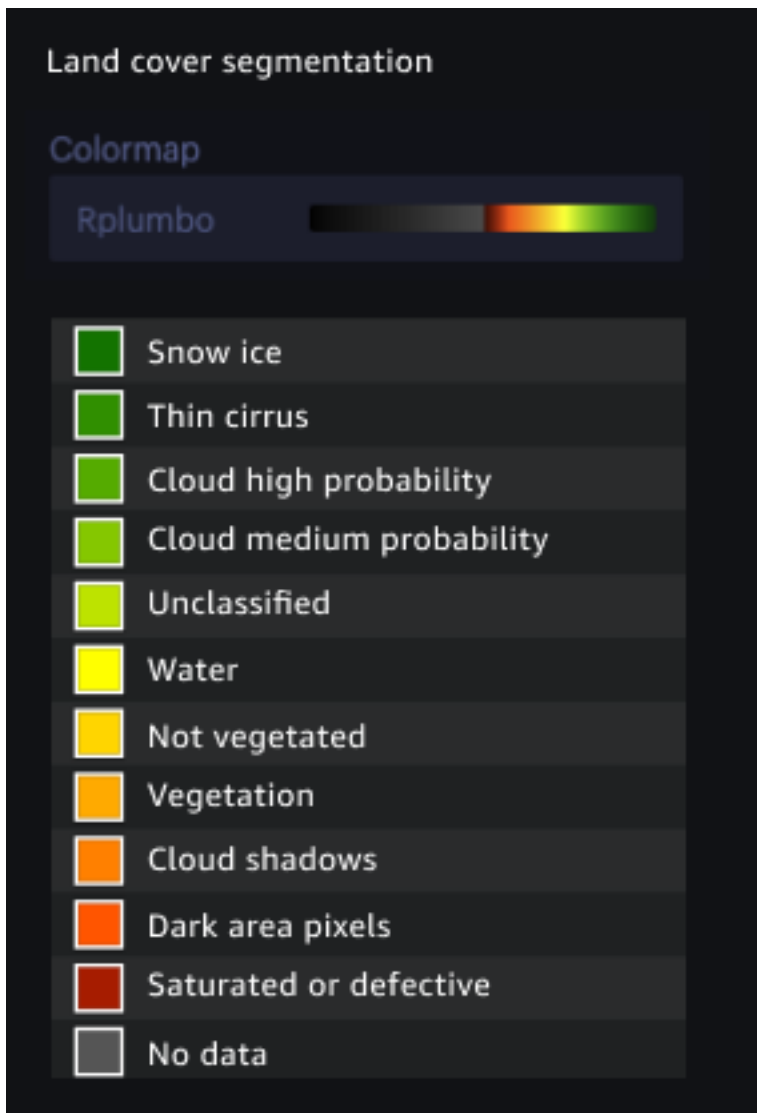 Land cover segmentation
Colormap
Rplumbo
Snow ice
Thin cirrus
Cloud high probability
Cloud medium probability
Unclassified
Water
Not vegetated
Vegetation
Cloud shadows
Dark area pixels
Saturated or defective
No data